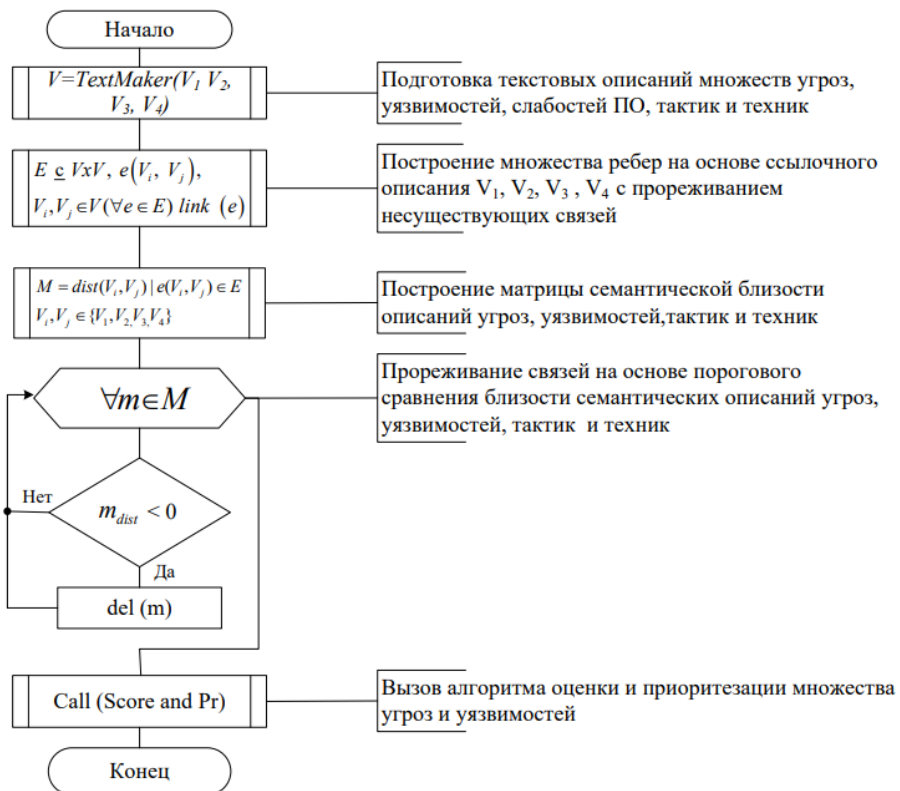 Начало
V=TextMaker(V₁ V₂,
V₃, V₄)
Подготовка текстовых описаний множеств угроз,
уязвимостей, слабостей ПО, тактик и техник
E ⊆ VxV, e(Vᵢ, Vⱼ),
Vᵢ,Vⱼ∈V(∀e∈E) link (e)
Построение множества ребер на основе ссылочного
описания V₁, V₂, V₃ , V₄ с прореживанием
несуществующих связей
M = dist(Vᵢ,Vⱼ) | e(Vᵢ,Vⱼ) ∈ E
Vᵢ,Vⱼ ∈ {V₁,V₂,V₃,V₄}
Построение матрицы семантической близости
описаний угроз, уязвимостей,тактик и техник
∀m∈M
Прореживание связей на основе порогового
сравнения близости семантических описаний угроз,
уязвимостей, тактик и техник
Нет
m_dist < 0
Да
del (m)
Call (Score and Pr)
Вызов алгоритма оценки и приоритезации множества
угроз и уязвимостей
Конец